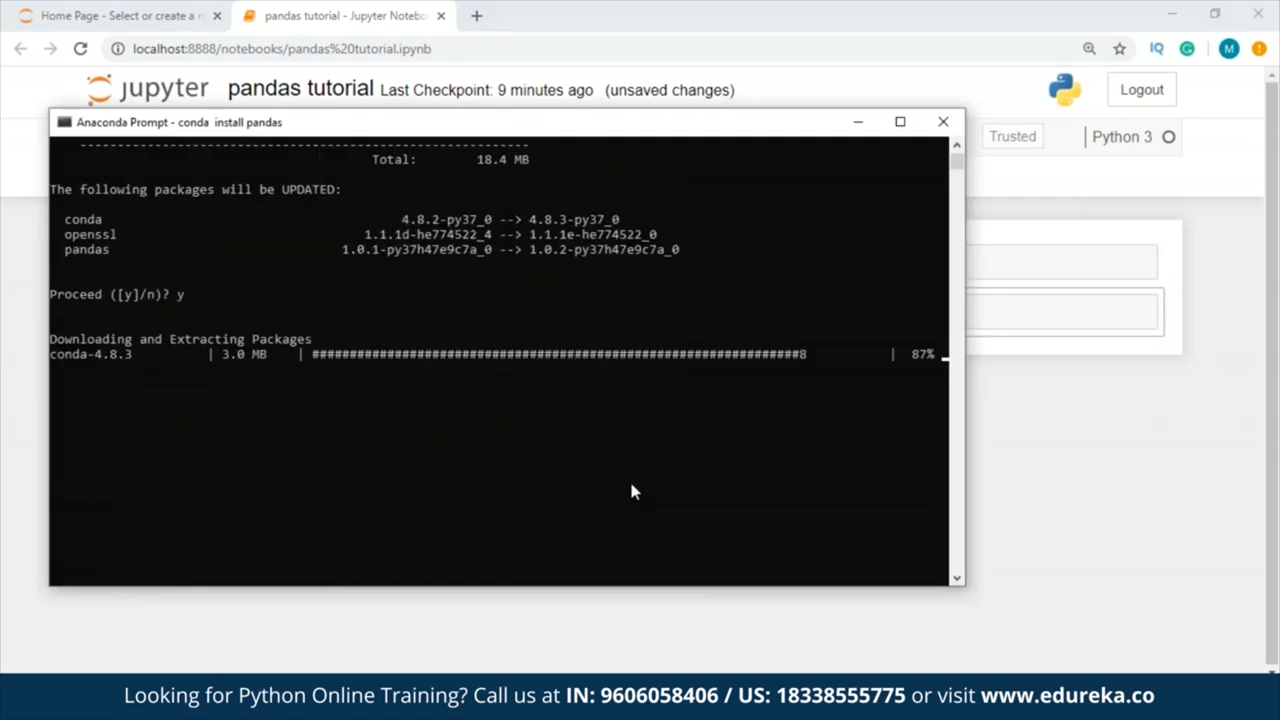 Home Page - Select or create a n
pandas tutorial - Jupyter Notebo
localhost:8888/notebooks/pandas%20tutorial.ipynb
IQ
M
jupyter pandas tutorial Last Checkpoint: 9 minutes ago (unsaved changes)
Logout
Anaconda Prompt - conda install pandas
Trusted
Python 3
---------------------------------------------------------
Total: 18.4 MB
The following packages will be UPDATED:
conda 4.8.2-py37_0 --> 4.8.3-py37_0
openssl 1.1.1d-he774522_4 --> 1.1.1e-he774522_0
pandas 1.0.1-py37h47e9c7a_0 --> 1.0.2-py37h47e9c7a_0
Proceed ([y]/n)? y
Downloading and Extracting Packages
conda-4.8.3 | 3.0 MB | #################################################################8 | 87%
Looking for Python Online Training? Call us at IN: 9606058406 / US: 18338555775 or visit www.edureka.co